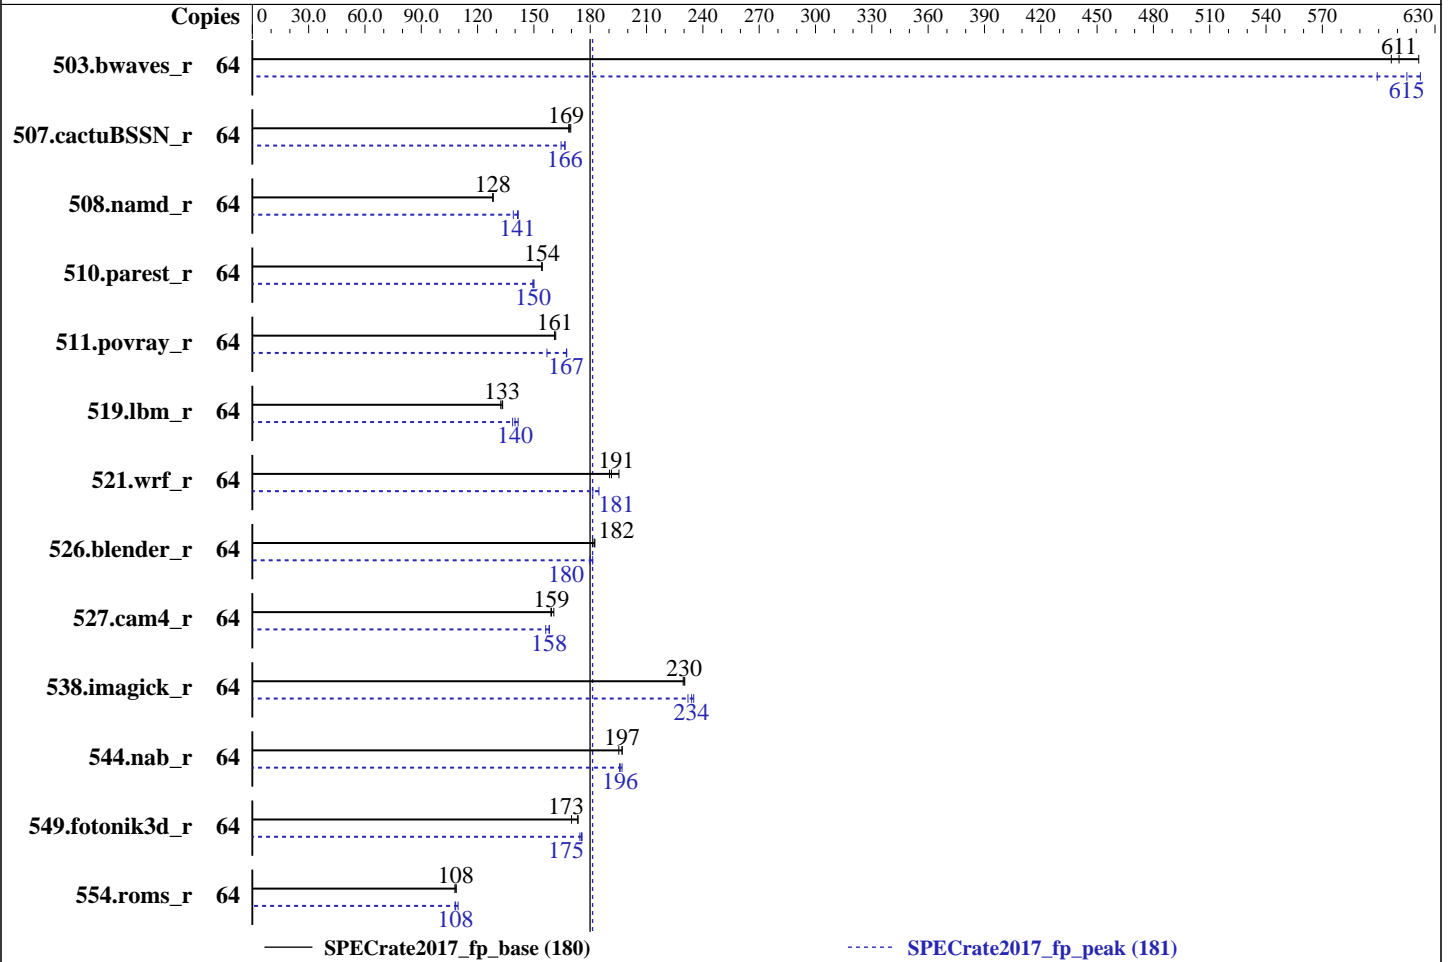 Copies 0 30.0 60.0 90.0 120 150 180 210 240 270 300 330 360 390 420 450 480 510 540 570 630
611
503.bwaves_r 64
615
169
507.cactuBSSN_r 64
166
128
508.namd_r 64
141
154
510.parest_r 64
150
161
511.povray_r 64
167
133
519.lbm_r 64
140
191
521.wrf_r 64
181
182
526.blender_r 64
180
159
527.cam4_r 64
158
230
538.imagick_r 64
234
197
544.nab_r 64
196
173
549.fotonik3d_r 64
175
108
554.roms_r 64
108
SPECrate2017_fp_base (180) SPECrate2017_fp_peak (181)